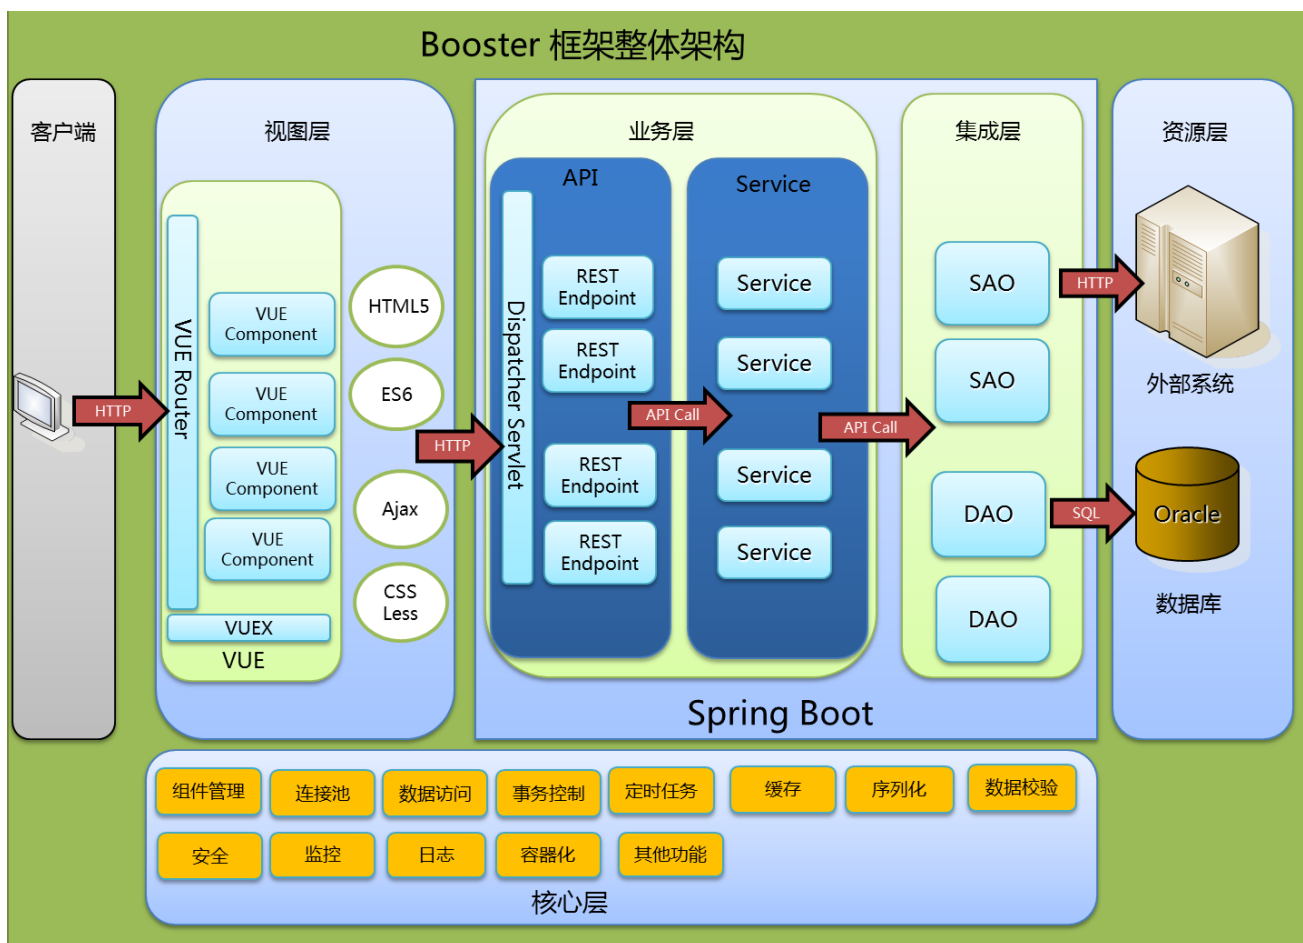 Booster 框架整体架构
客户端
HTTP
视图层
VUE Router
VUE
Component
VUE
Component
VUE
Component
VUE
Component
VUEX
VUE
HTML5
ES6
Ajax
CSS
Less
HTTP
业务层
API
Dispatcher Servlet
REST
Endpoint
REST
Endpoint
REST
Endpoint
REST
Endpoint
API Call
Service
Service
Service
Service
Service
API Call
集成层
SAO
SAO
DAO
DAO
Spring Boot
HTTP
SQL
资源层
外部系统
Oracle
数据库
组件管理
连接池
数据访问
事务控制
定时任务
缓存
序列化
数据校验
安全
监控
日志
容器化
其他功能
核心层